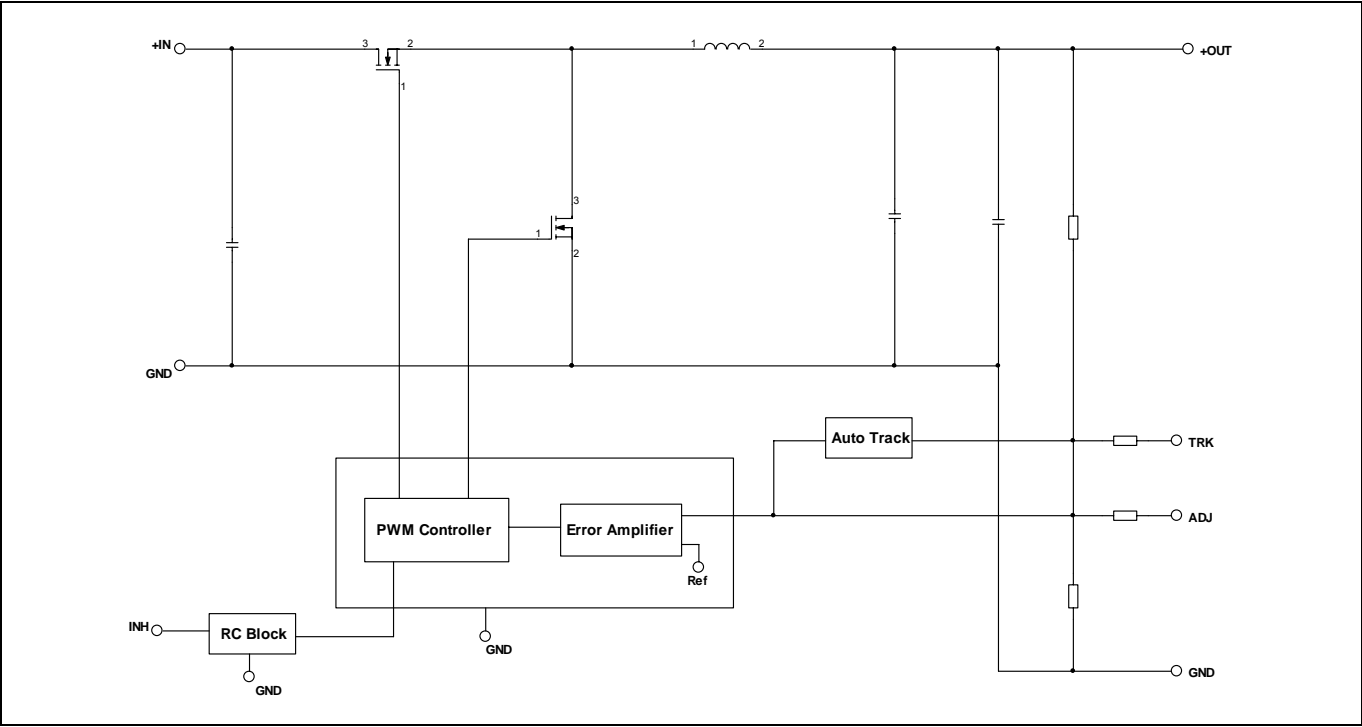 +IN
3
2
1
1
2
+OUT
3
1
2
GND
Auto Track
TRK
PWM Controller
Error Amplifier
ADJ
Ref
INH
RC Block
GND
GND
GND